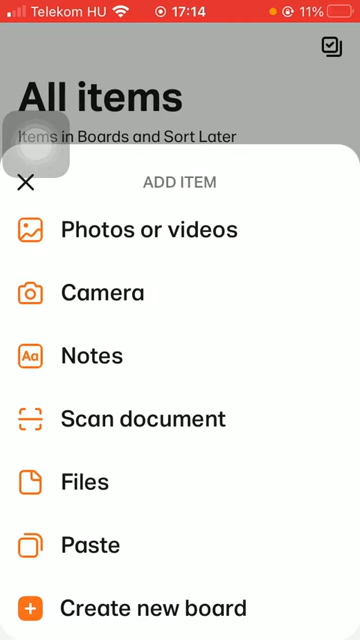 Telekom HU 17:14 11%
All items
Items in Boards and Sort Later
ADD ITEM
Photos or videos
Camera
Aa Notes
Scan document
Files
Paste
Create new board